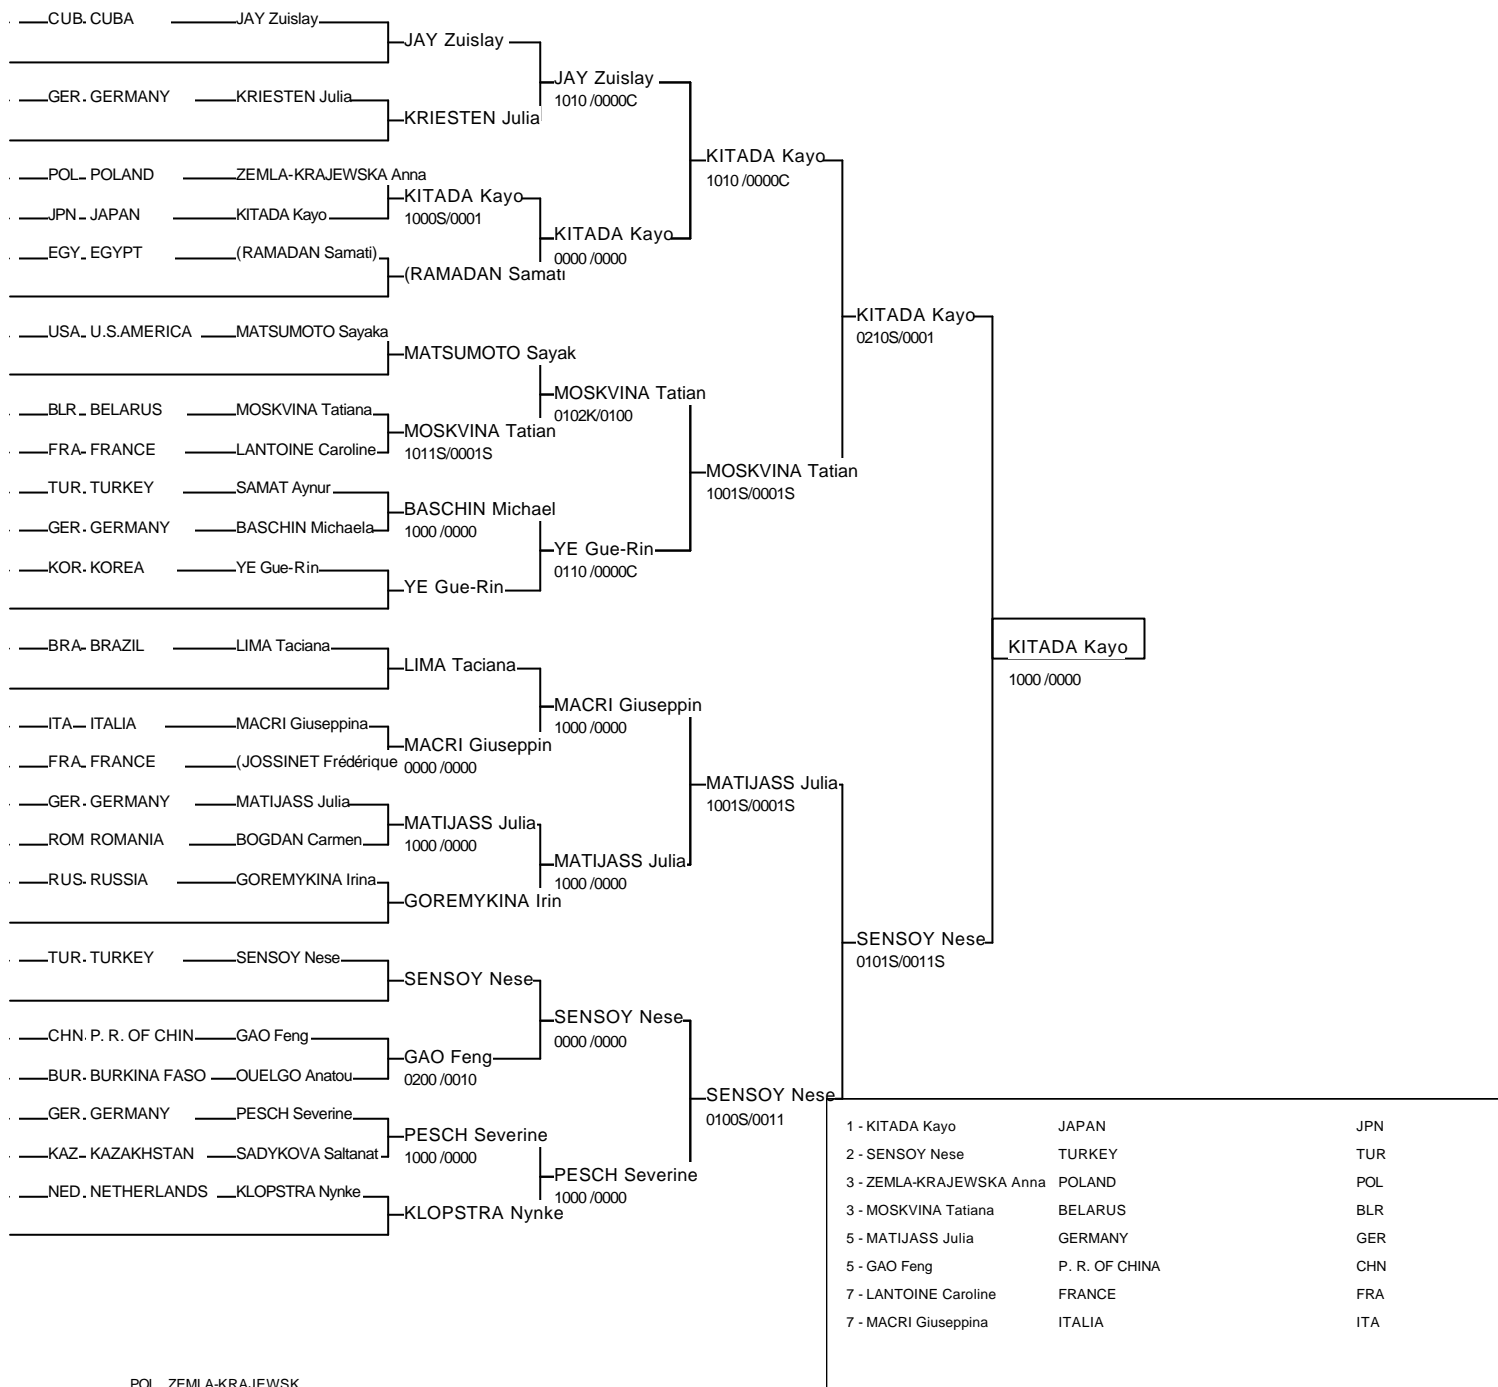 CUB CUBA JAY Zuislay
JAY Zuislay
JAY Zuislay
1010 /0000C
GER GERMANY KRIESTEN Julia
KRIESTEN Julia
KITADA Kayo
1010 /0000C
POL POLAND ZEMLA-KRAJEWSKA Anna
KITADA Kayo
1000S/0001
JPN JAPAN KITADA Kayo
KITADA Kayo
0000 /0000
EGY EGYPT (RAMADAN Samati)
(RAMADAN Samati
KITADA Kayo
0210S/0001
USA U.S.AMERICA MATSUMOTO Sayaka
MATSUMOTO Sayak
MOSKVINA Tatian
0102K/0100
BLR BELARUS MOSKVINA Tatiana
MOSKVINA Tatian
1011S/0001S
FRA FRANCE LANTOINE Caroline
MOSKVINA Tatian
1001S/0001S
TUR TURKEY SAMAT Aynur
BASCHIN Michael
1000 /0000
GER GERMANY BASCHIN Michaela
YE Gue-Rin
0110 /0000C
KOR KOREA YE Gue-Rin
YE Gue-Rin
KITADA Kayo
1000 /0000
BRA BRAZIL LIMA Taciana
LIMA Taciana
MACRI Giuseppin
1000 /0000
ITA ITALIA MACRI Giuseppina
MACRI Giuseppin
0000 /0000
FRA FRANCE (JOSSINET Frédérique
MATIJASS Julia
1001S/0001S
GER GERMANY MATIJASS Julia
MATIJASS Julia
1000 /0000
ROM ROMANIA BOGDAN Carmen
MATIJASS Julia
1000 /0000
RUS RUSSIA GOREMYKINA Irina
GOREMYKINA Irin
SENSOY Nese
0101S/0011S
TUR TURKEY SENSOY Nese
SENSOY Nese
SENSOY Nese
0000 /0000
CHN P. R. OF CHIN GAO Feng
GAO Feng
0200 /0010
BUR BURKINA FASO OUELGO Anatou
SENSOY Nese
0100S/0011
GER GERMANY PESCH Severine
PESCH Severine
1000 /0000
KAZ KAZAKHSTAN SADYKOVA Saltanat
PESCH Severine
1000 /0000
NED NETHERLANDS KLOPSTRA Nynke
KLOPSTRA Nynke
1 - KITADA Kayo JAPAN JPN
2 - SENSOY Nese TURKEY TUR
3 - ZEMLA-KRAJEWSKA Anna POLAND POL
3 - MOSKVINA Tatiana BELARUS BLR
5 - MATIJASS Julia GERMANY GER
5 - GAO Feng P. R. OF CHINA CHN
7 - LANTOINE Caroline FRANCE FRA
7 - MACRI Giuseppina ITALIA ITA
POL ZEMLA-KRAJEWSK